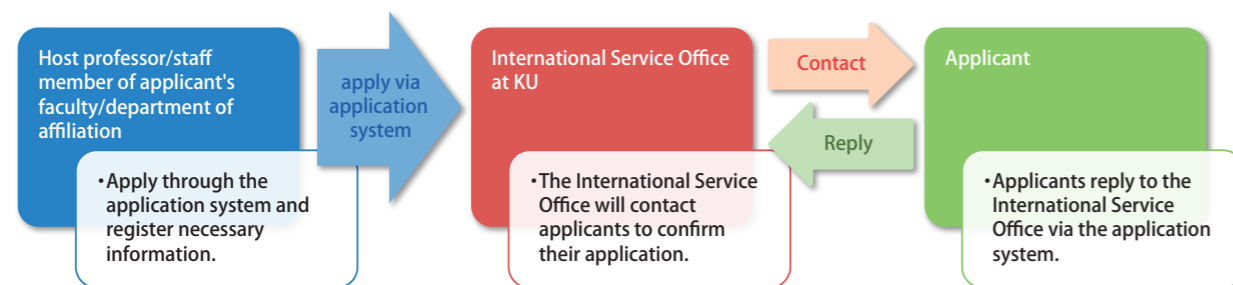 Host professor/staff
member of applicant's
faculty/department of
affiliation
・Apply through the
application system and
register necessary
information.
apply via
application
system
International Service Office
at KU
・The International Service
Office will contact
applicants to confirm
their application.
Contact
Reply
Applicant
・Applicants reply to the
International Service
Office via the application
system.